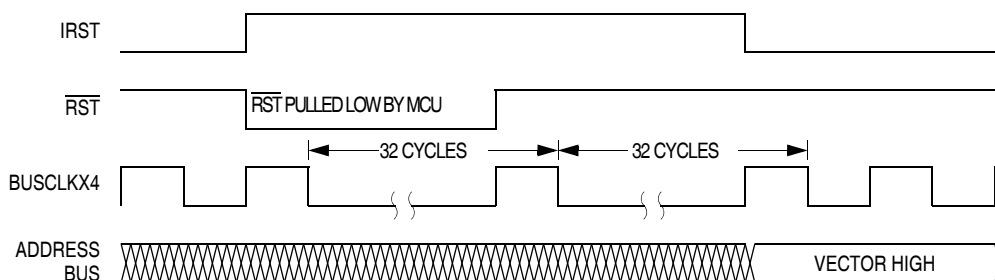 IRST
RST
RST PULLED LOW BY MCU
32 CYCLES
32 CYCLES
BUSCLKX4
ADDRESS
BUS
VECTOR HIGH